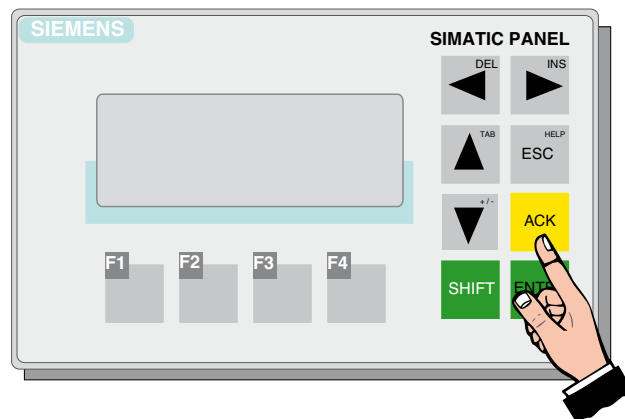 SIEMENS
SIMATIC PANEL
DEL
INS
TAB
HELP
ESC
+/-
ACK
F1
F2
F3
F4
SHIFT